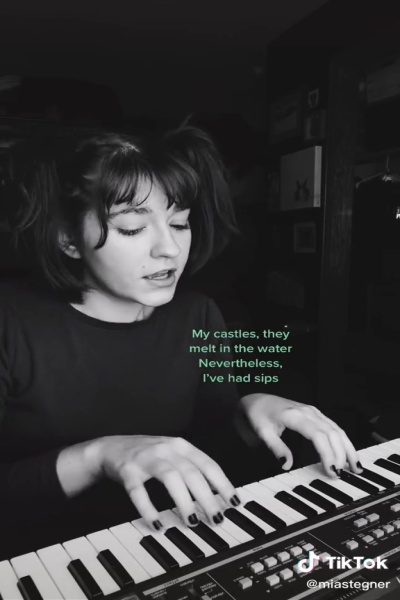 My castles, they
melt in the water
Nevertheless,
I've had sips
TikTok
@miastegner